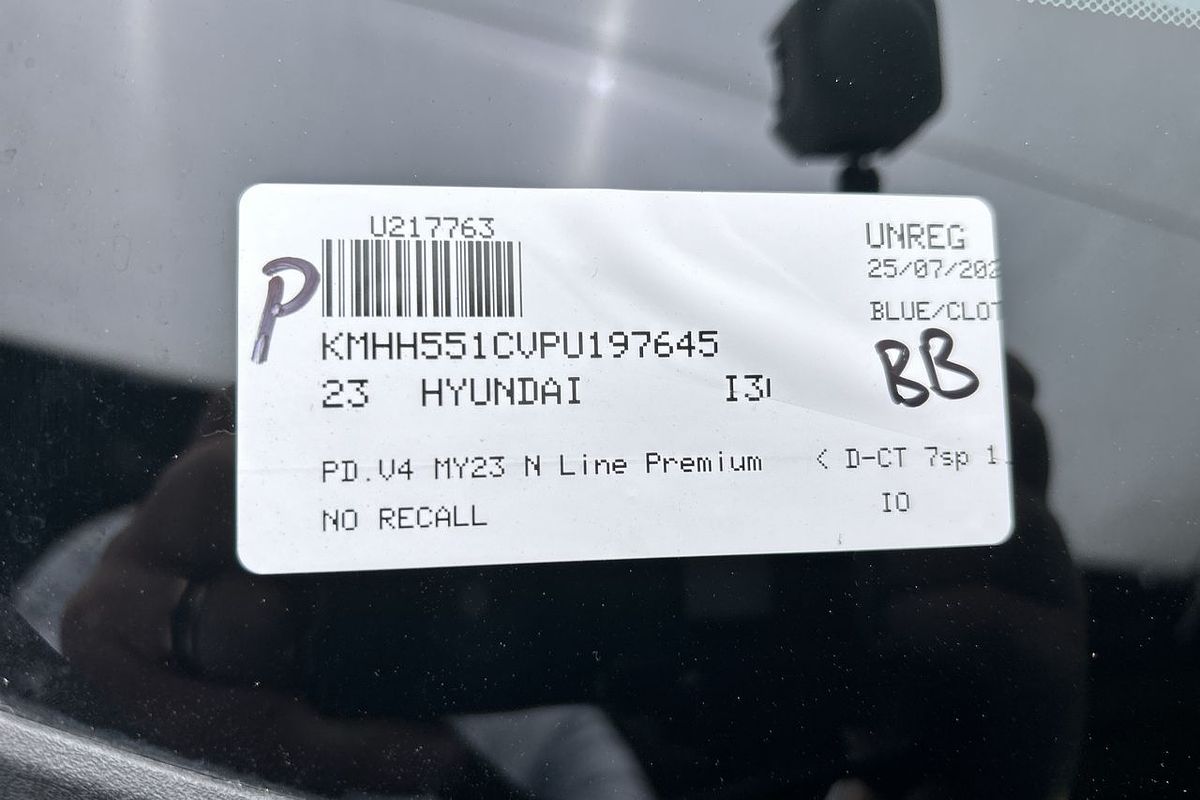 U217763
UNREG
25/07/202
BLUE/CLOT
P
KMHH551CVPU197645
BB
23 HYUNDAI I3
PD.V4 MY23 N Line Premium < D-CT 7sp 1.
NO RECALL IO